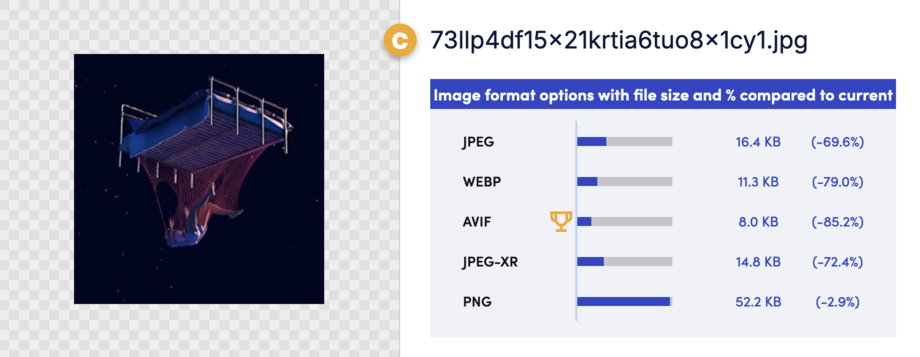 C
73llp4df15×21krtia6tuo8×1cy1.jpg
Image format options with file size and % compared to current
JPEG 16.4 KB (-69.6%)
WEBP 11.3 KB (-79.0%)
AVIF 8.0 KB (-85.2%)
JPEG-XR 14.8 KB (-72.4%)
PNG 52.2 KB (-2.9%)